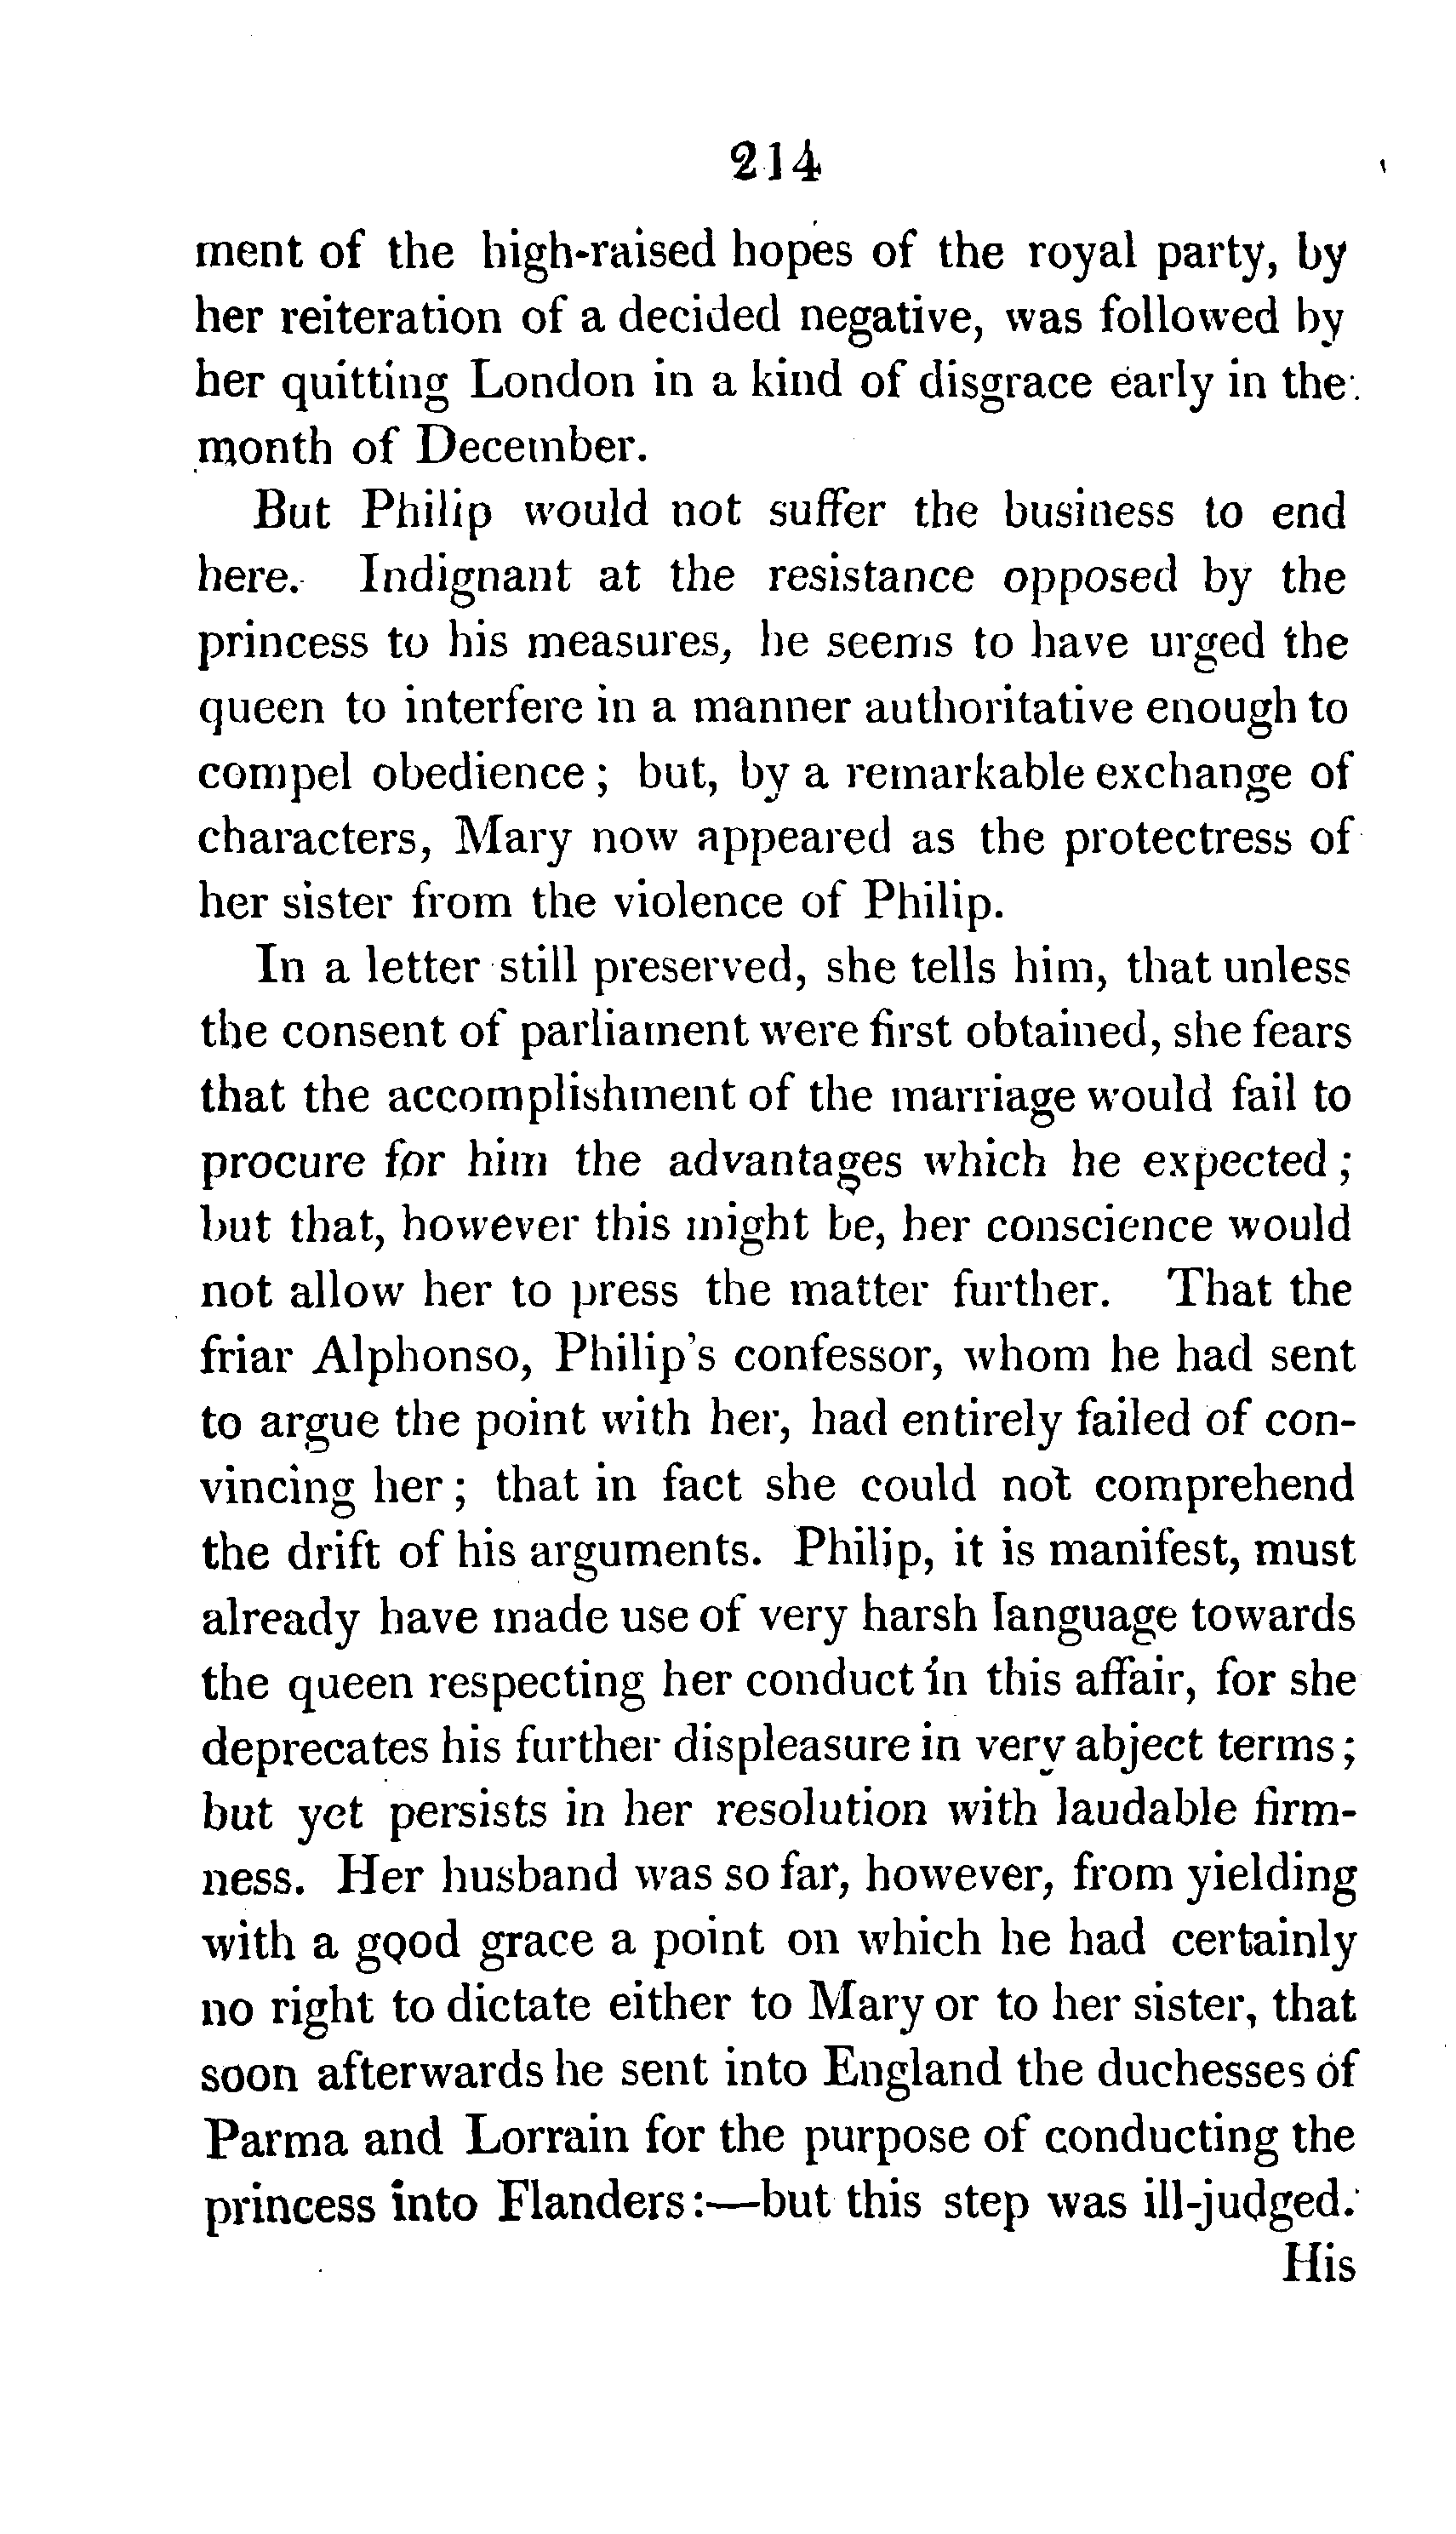 214
ment of the high-raised hopes of the royal party, by
her reiteration of a decided negative, was followed by
her quitting London in a kind of disgrace early in the
month of December.
But Philip would not suffer the business to end
here. Indignant at the resistance opposed by the
princess to his measures, he seems to have urged the
queen to interfere in a manner authoritative enough to
compel obedience; but, by a remarkable exchange of
characters, Mary now appeared as the protectress of
her sister from the violence of Philip.
In a letter still preserved, she tells him, that unless
the consent of parliament were first obtained, she fears
that the accomplishment of the marriage would fail to
procure for him the advantages which he expected;
but that, however this might be, her conscience would
not allow her to press the matter further. That the
friar Alphonso, Philip's confessor, whom he had sent
to argue the point with her, had entirely failed of con-
vincing her; that in fact she could not comprehend
the drift of his arguments. Philip, it is manifest, must
already have made use of very harsh language towards
the queen respecting her conduct in this affair, for she
deprecates his further displeasure in very abject terms;
but yet persists in her resolution with laudable firm-
ness. Her husband was so far, however, from yielding
with a good grace a point on which he had certainly
no right to dictate either to Mary or to her sister, that
soon afterwards he sent into England the duchesses of
Parma and Lorrain for the purpose of conducting the
princess into Flanders:—but this step was ill-judged.
His